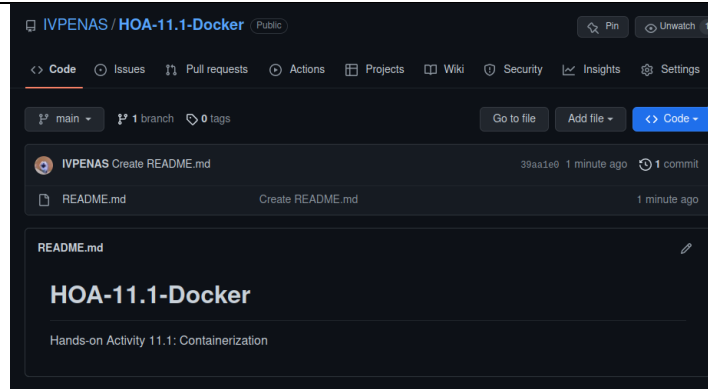 IVPENAS / HOA-11.1-Docker Public Pin Unwatch 1
Code Issues Pull requests Actions Projects Wiki Security Insights Settings
main 1 branch 0 tags Go to file Add file Code
IVPENAS Create README.md 39aa1e0 1 minute ago 1 commit
README.md Create README.md 1 minute ago
README.md
HOA-11.1-Docker
Hands-on Activity 11.1: Containerization